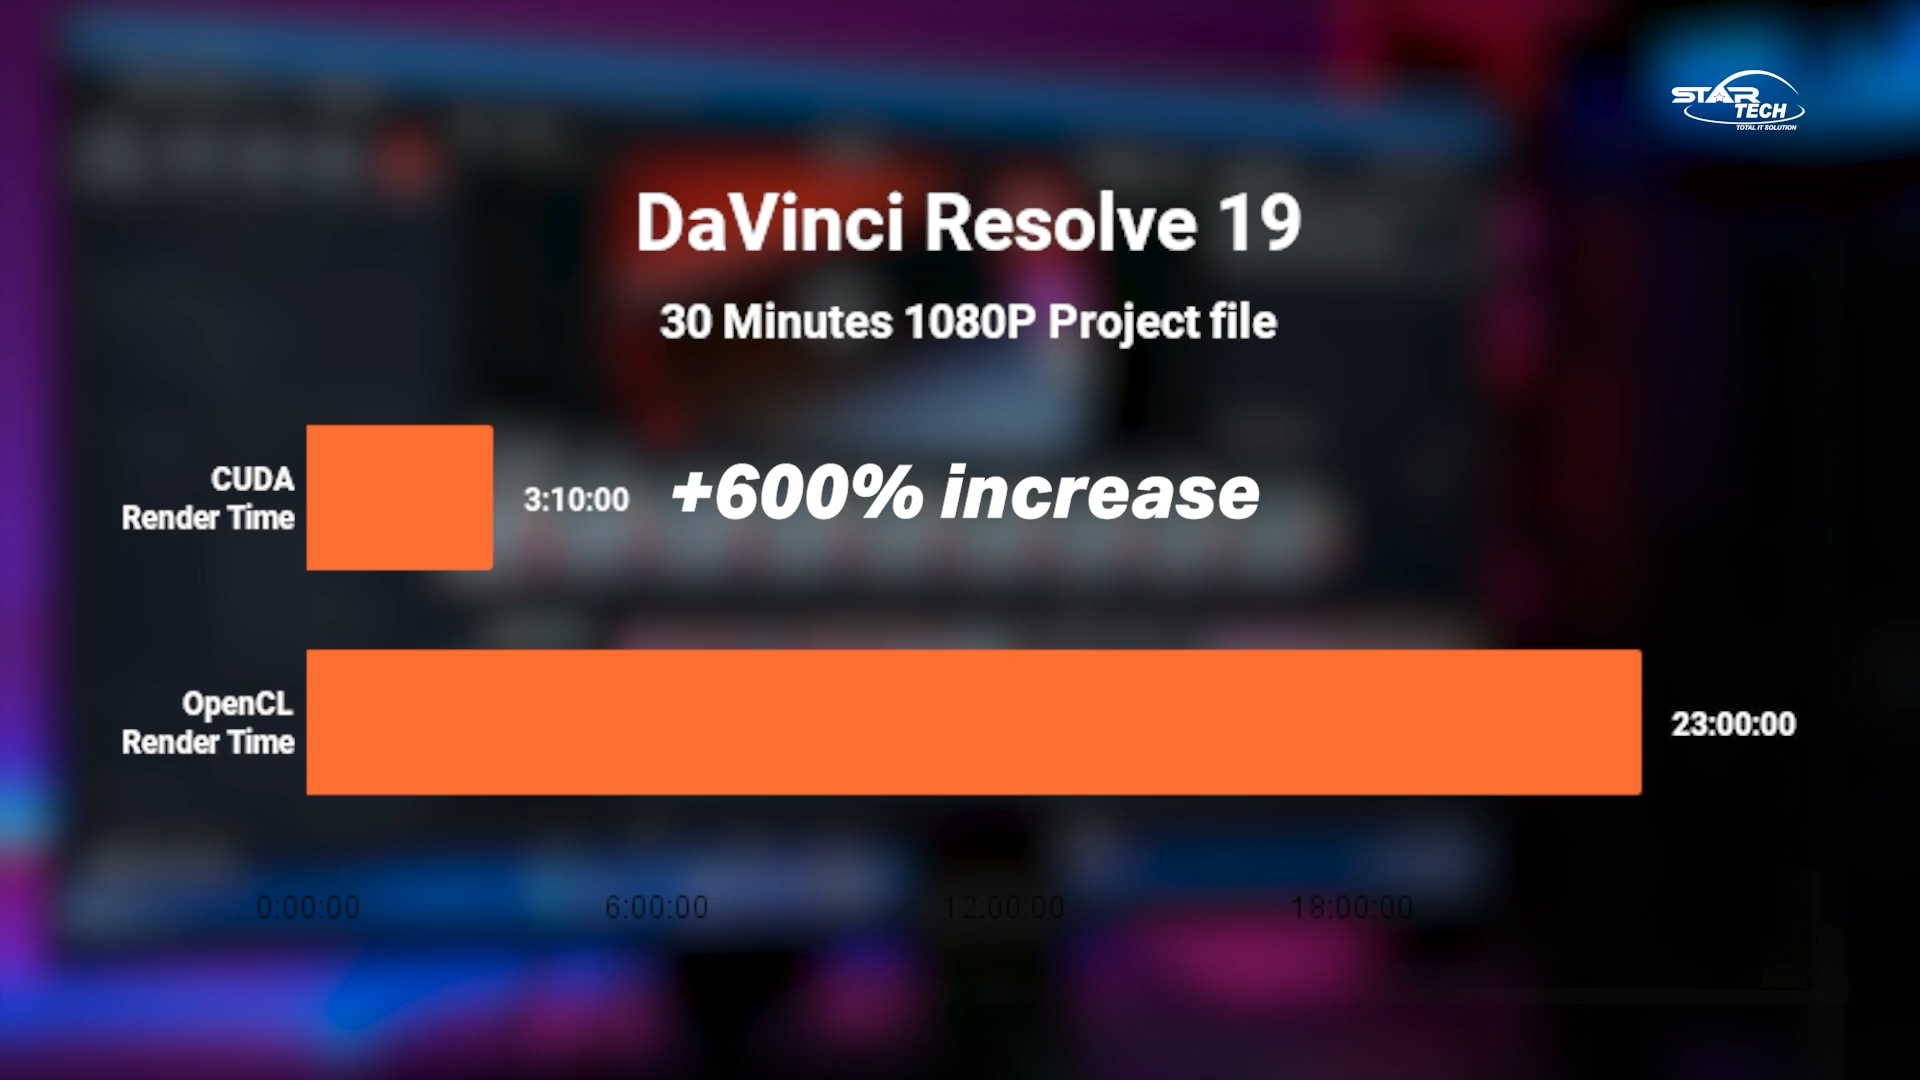 STAR
TECH
TOTAL IT SOLUTION
DaVinci Resolve 19
30 Minutes 1080P Project file
CUDA
Render Time
3:10:00
+600% increase
OpenCL
Render Time
23:00:00
0:00:00
6:00:00
12:00:00
18:00:00